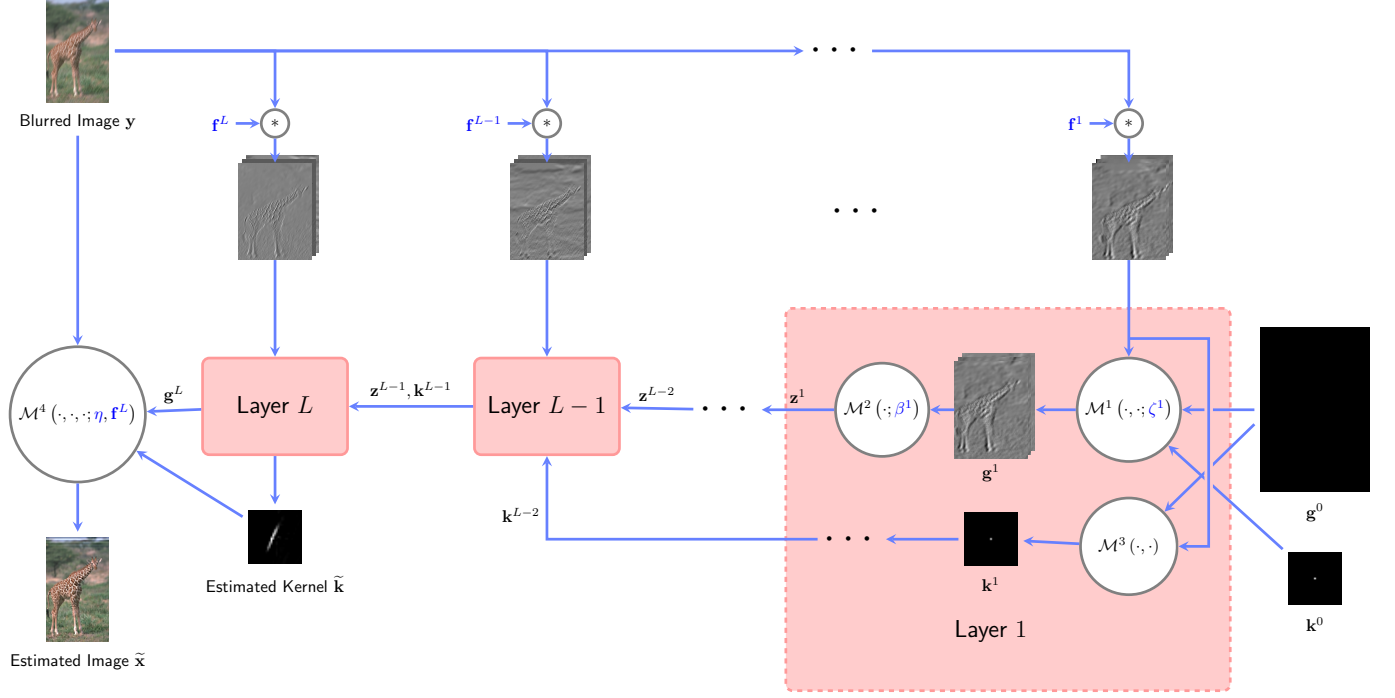 Blurred Image y
f^L
*
f^{L−1}
*
f^1
*
. . .
. . .
M^4 (·, ·, ·; η, f^L)
g^L
Layer L
z^{L−1}, k^{L−1}
Layer L − 1
z^{L−2}
. . .
z^1
M^2 (·; β^1)
g^1
M^1 (·, ·; ζ^1)
g^0
k^{L−2}
. . .
k^1
M^3 (·, ·)
k^0
Layer 1
Estimated Kernel k̃
Estimated Image x̃